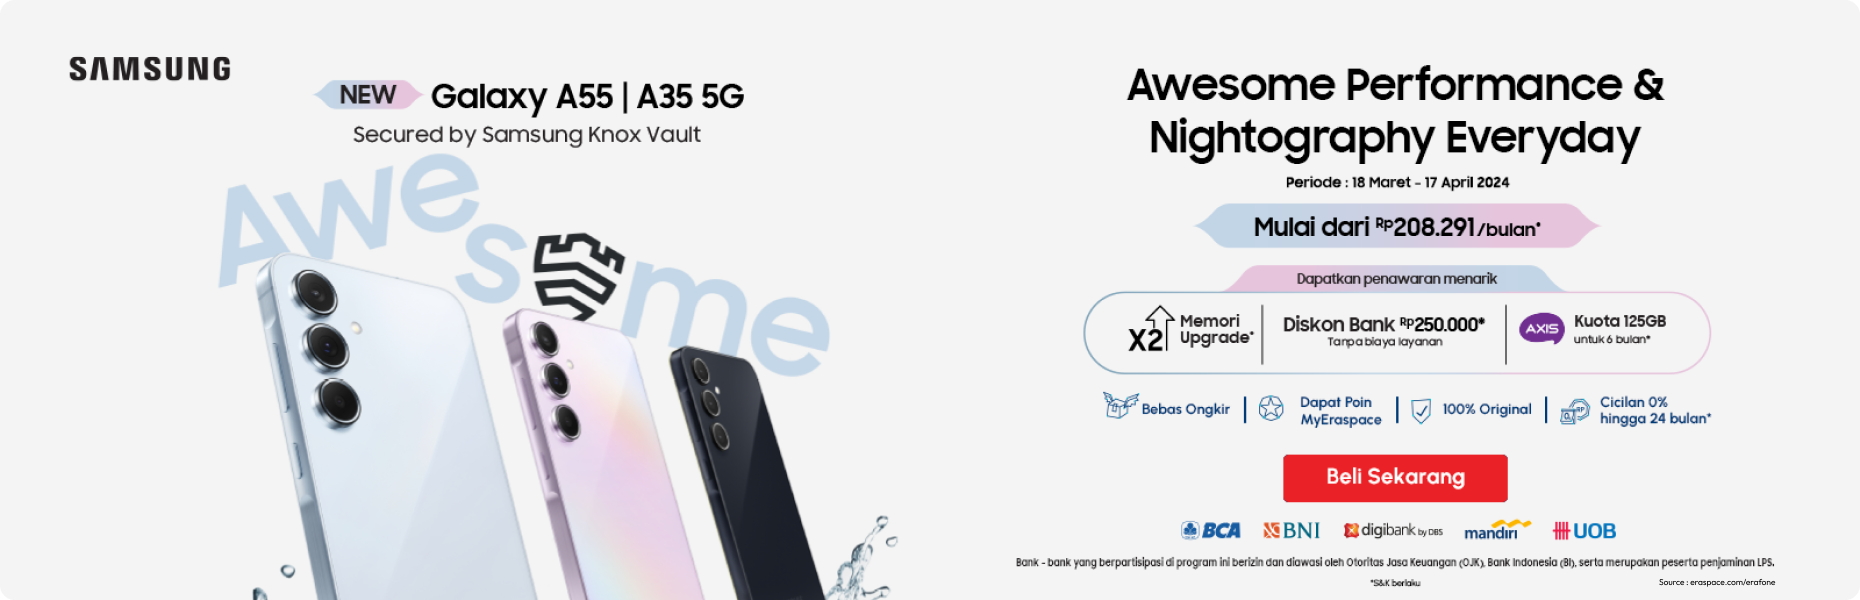 SAMSUNG
NEW Galaxy A55 | A35 5G
Secured by Samsung Knox Vault
Awesome
Awesome Performance &
Nightography Everyday
Periode : 18 Maret - 17 April 2024
Mulai dari Rp208.291/bulan*
Dapatkan penawaran menarik
X2 Memori
Upgrade*
Diskon Bank Rp250.000*
Tanpa biaya layanan
AXIS Kuota 125GB
untuk 6 bulan*
Bebas Ongkir
Dapat Poin
MyEraspace
100% Original
Cicilan 0%
hingga 24 bulan*
Beli Sekarang
BCA BNI digibank by DBS mandiri UOB
Bank - bank yang berpartisipasi di program ini berizin dan diawasi oleh Otoritas Jasa Keuangan (OJK), Bank Indonesia (BI), serta merupakan peserta penjaminan LPS.
*S&K berlaku
Source : eraspace.com/erafone